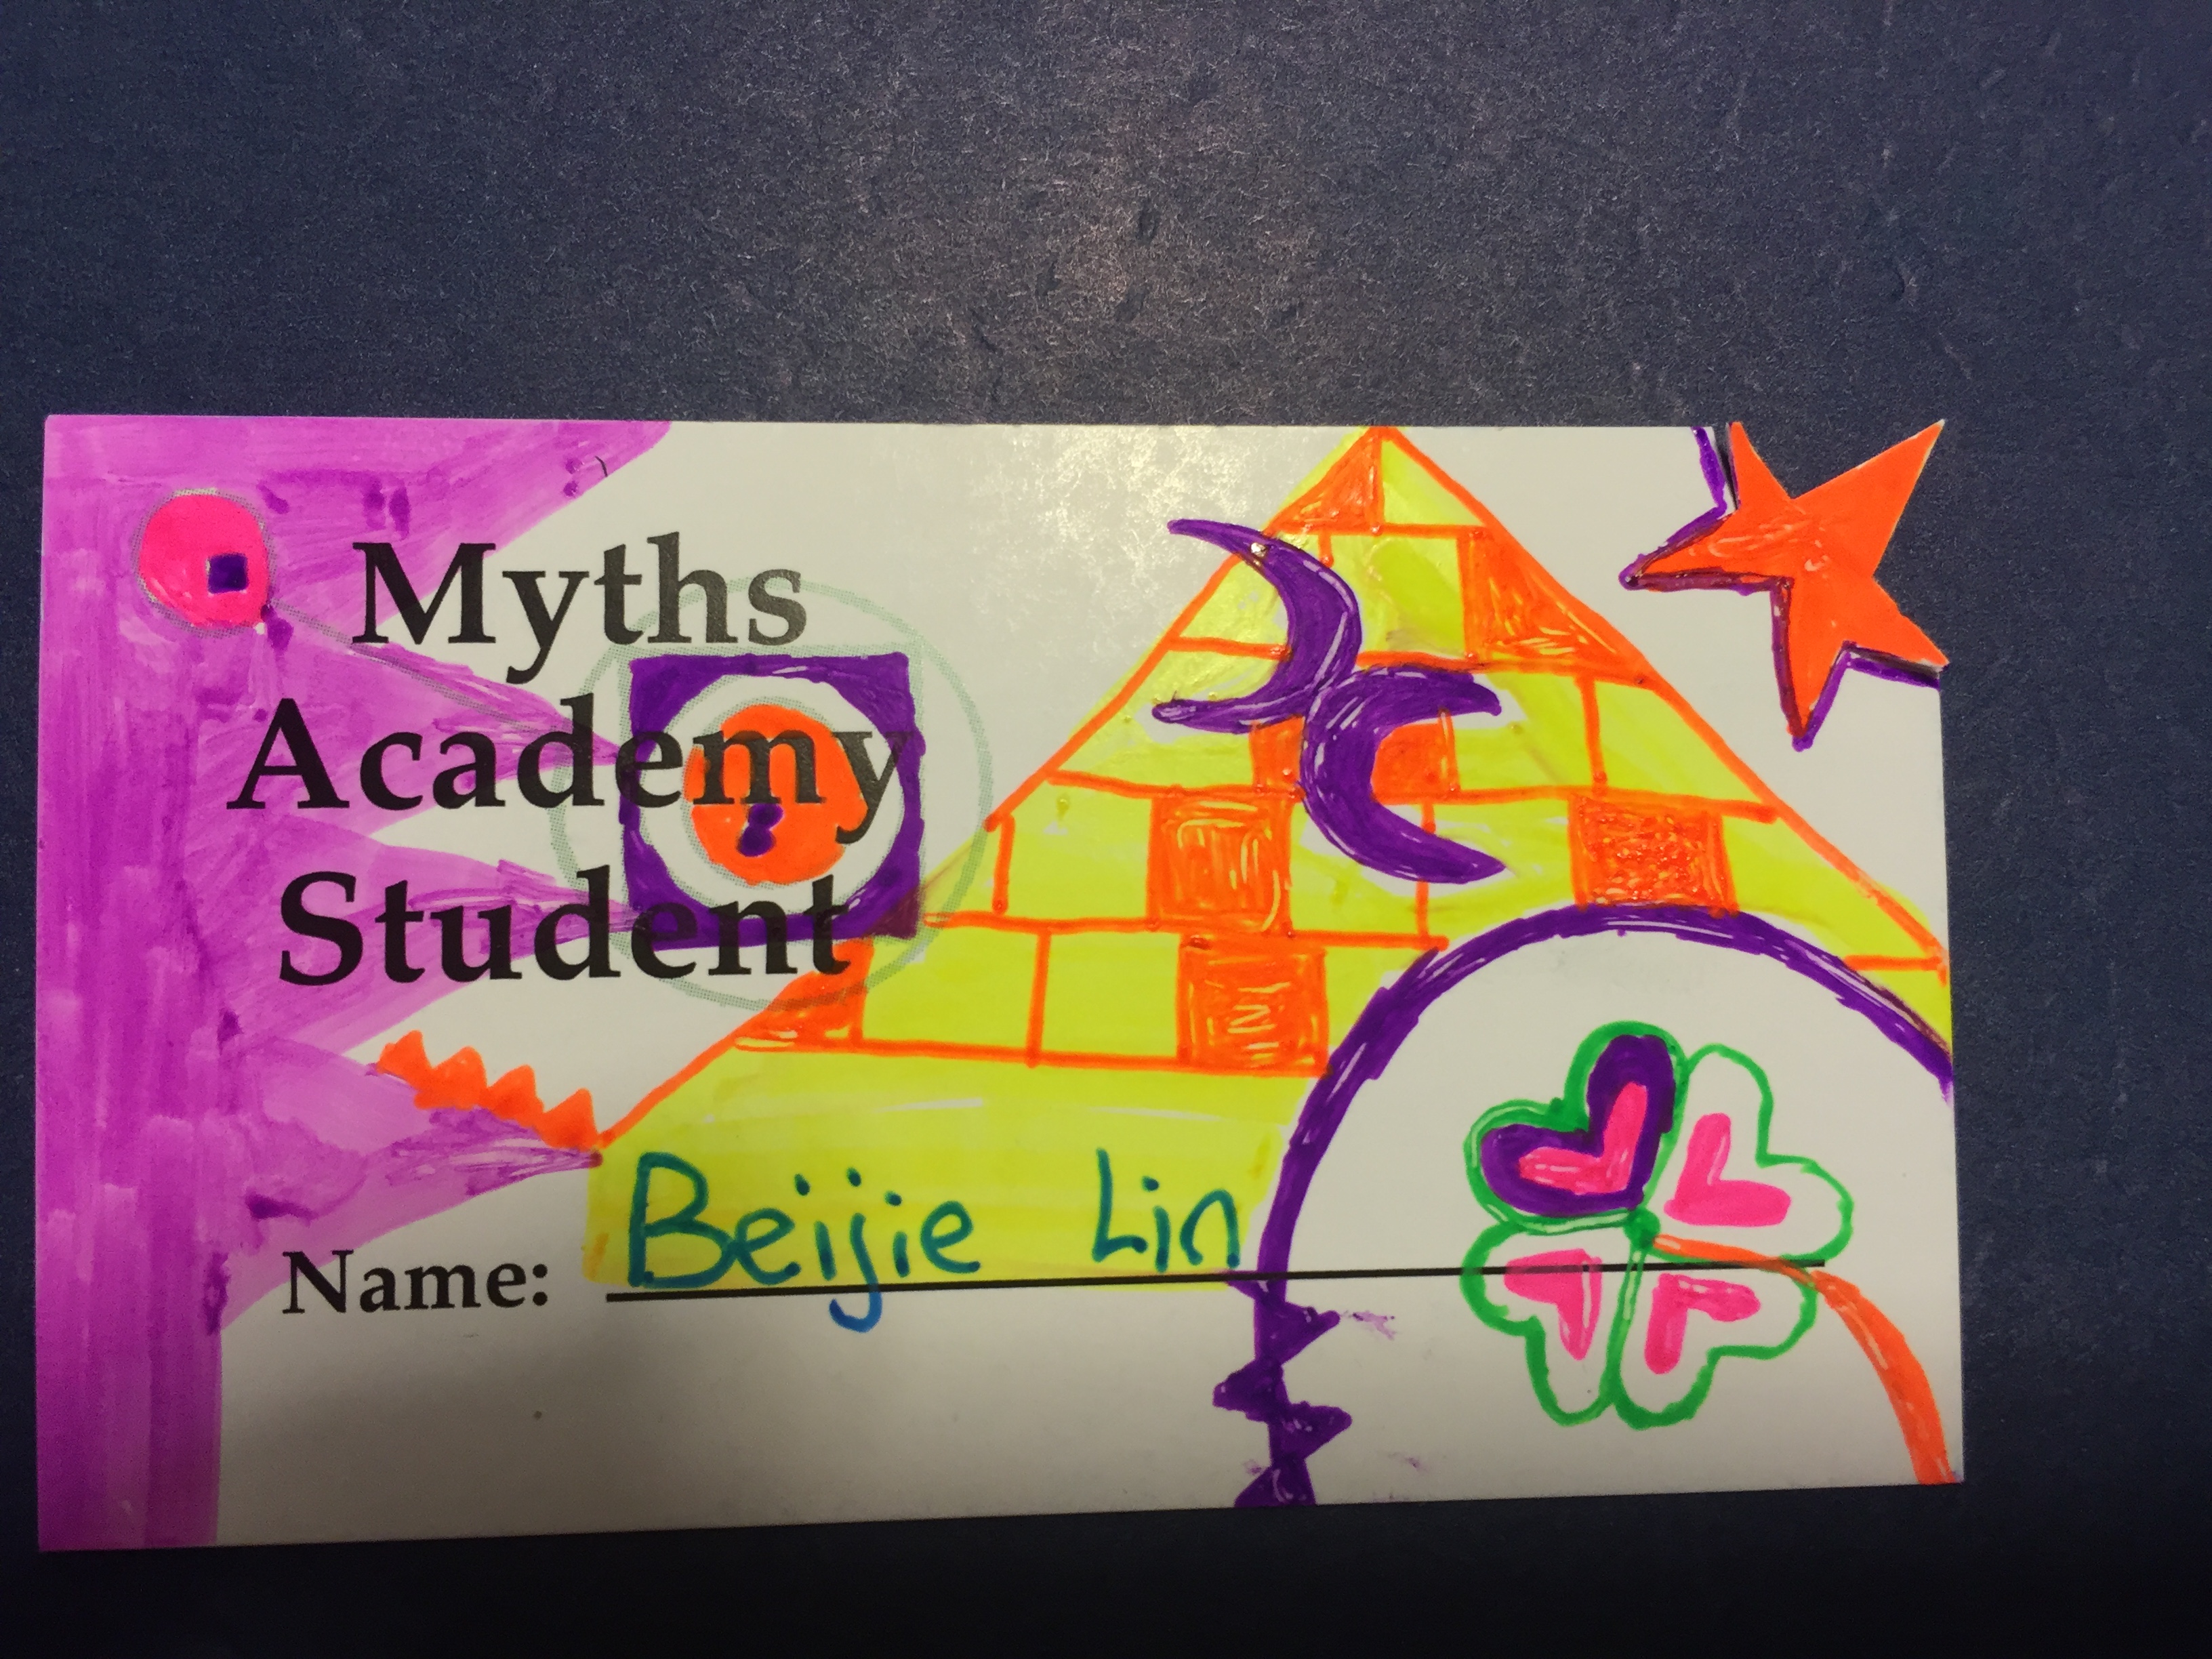 Myths
Academy
Student
Name: Beijie Lin